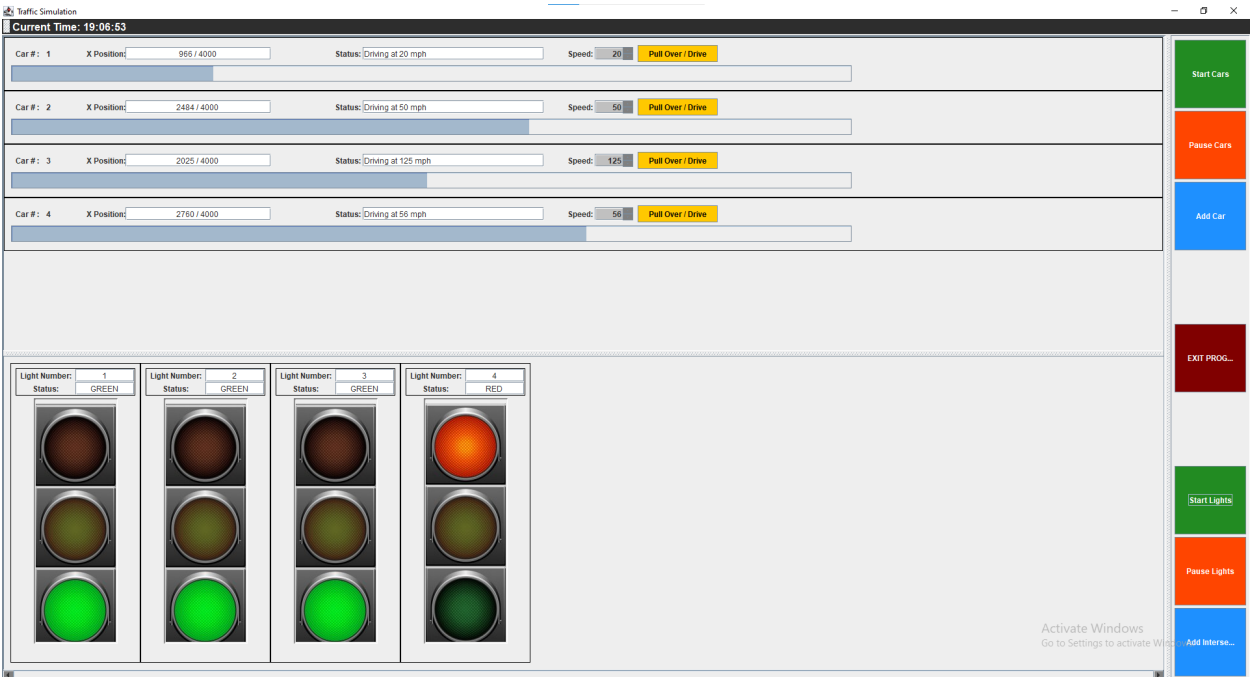 Traffic Simulation
Current Time: 19:06:53
Car #: 1 X Position: 966 / 4000 Status: Driving at 20 mph Speed: 20 Pull Over / Drive
Car #: 2 X Position: 2484 / 4000 Status: Driving at 50 mph Speed: 50 Pull Over / Drive
Car #: 3 X Position: 2025 / 4000 Status: Driving at 125 mph Speed: 125 Pull Over / Drive
Car #: 4 X Position: 2760 / 4000 Status: Driving at 56 mph Speed: 56 Pull Over / Drive
Start Cars
Pause Cars
Add Car
EXIT PROG...
Light Number: 1 Light Number: 2 Light Number: 3 Light Number: 4
Status: GREEN Status: GREEN Status: GREEN Status: RED
Start Lights
Pause Lights
Add Interse...
Activate Windows
Go to Settings to activate Windows.